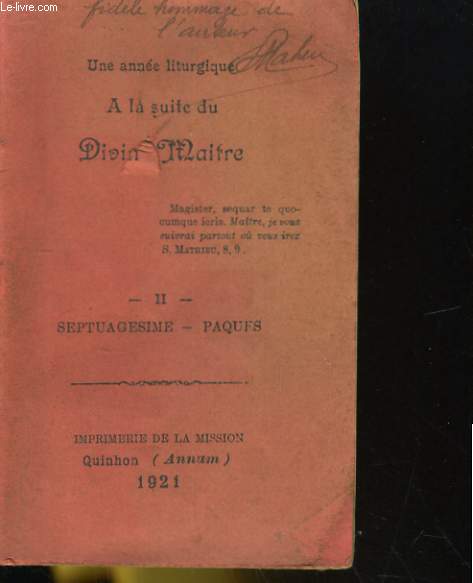 Le-livre.com
fidèle hommage de
l'auteur
Maheu
Une année liturgique
A la suite du
Divin Maitre
Magister, sequar te quo-
cumque ieris. Maître, je vous
suivrai partout où vous irez
S. MATHIEU, 8, 9.
— II —
SEPTUAGESIME — PAQUES
IMPRIMERIE DE LA MISSION
Quinhon (Annam)
1921